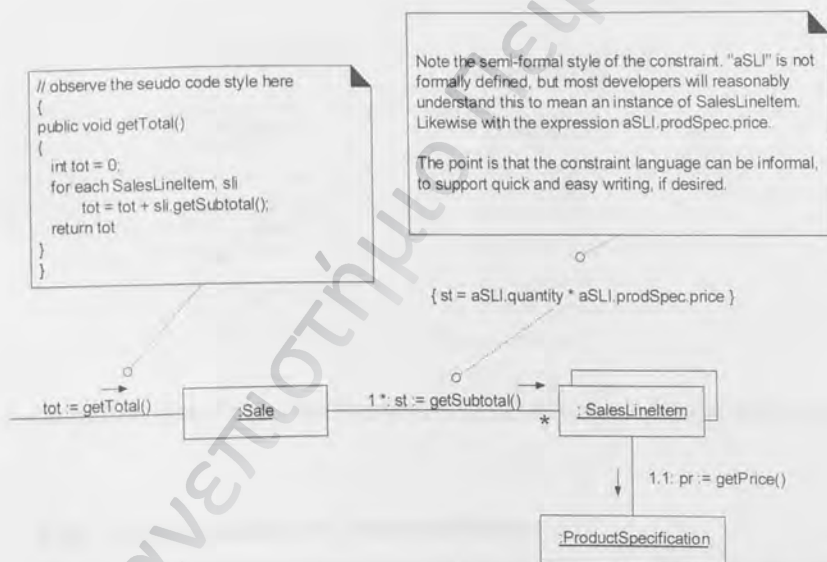 // observe the seudo code style here
{
public void getTotal()
{
int tot = 0;
for each SalesLineItem, sli
tot = tot + sli.getSubtotal();
return tot
}
}
Note the semi-formal style of the constraint. "aSLI" is not
formally defined, but most developers will reasonably
understand this to mean an instance of SalesLineItem.
Likewise with the expression aSLI.prodSpec.price.
The point is that the constraint language can be informal,
to support quick and easy writing, if desired.
{ st = aSLI.quantity * aSLI.prodSpec.price }
tot := getTotal()
:Sale
1 *: st := getSubtotal()
*
: SalesLineItem
1.1: pr := getPrice()
:ProductSpecification